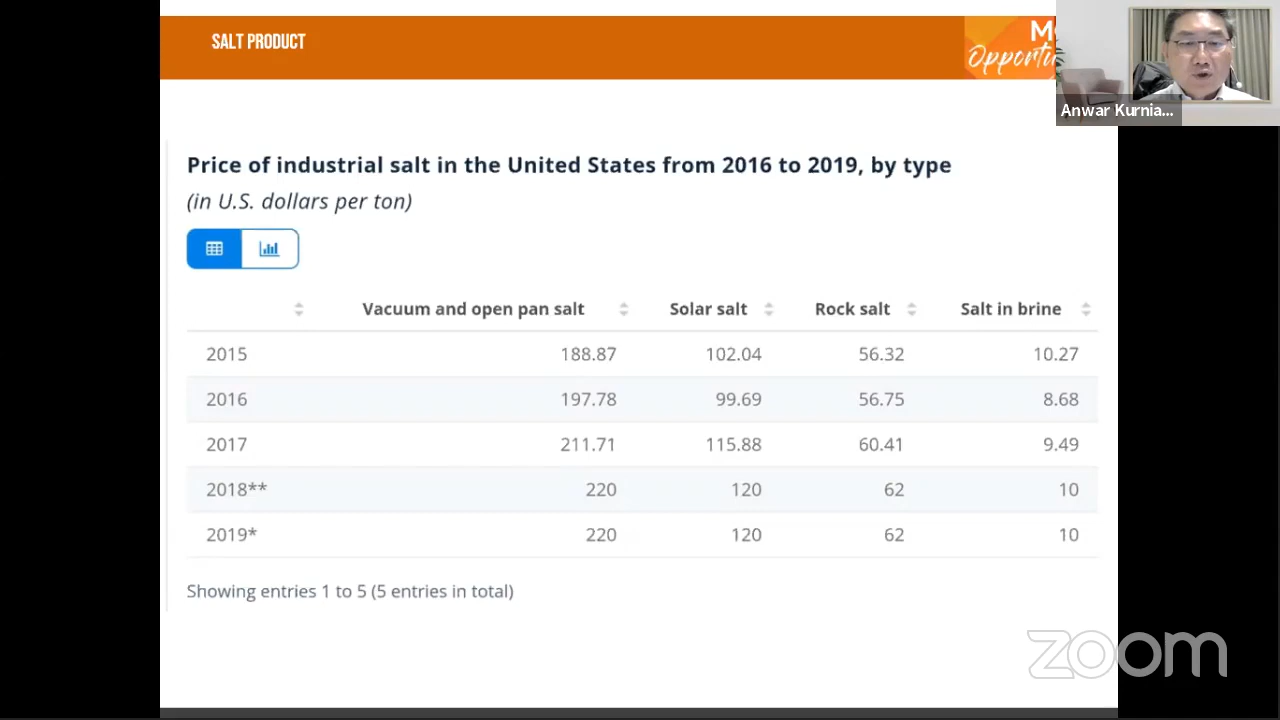 SALT PRODUCT
Opportu
Anwar Kurnia...
Price of industrial salt in the United States from 2016 to 2019, by type
(in U.S. dollars per ton)
Vacuum and open pan salt Solar salt Rock salt Salt in brine
2015 188.87 102.04 56.32 10.27
2016 197.78 99.69 56.75 8.68
2017 211.71 115.88 60.41 9.49
2018** 220 120 62 10
2019* 220 120 62 10
Showing entries 1 to 5 (5 entries in total)
zoom